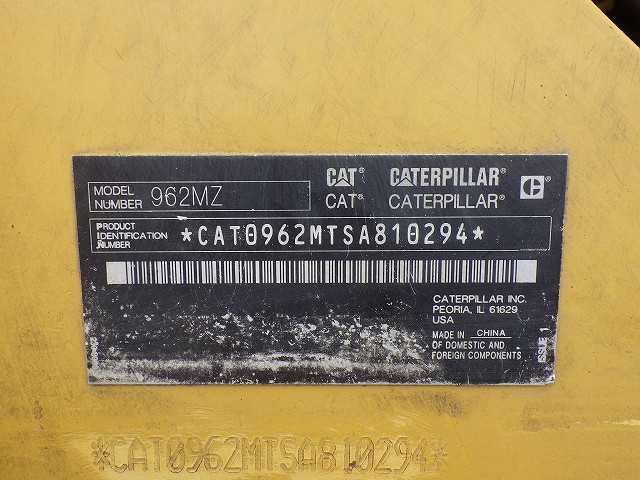 MODEL NUMBER 962MZ
CAT® CATERPILLAR®
CAT® CATERPILLAR®
PRODUCT IDENTIFICATION NUMBER *CAT0962MTSA810294*
CATERPILLAR INC.
PEORIA, IL 61629
USA
MADE IN CHINA
OF DOMESTIC AND
FOREIGN COMPONENTS
ISSUE 1
*CAT0962MTSA810294*